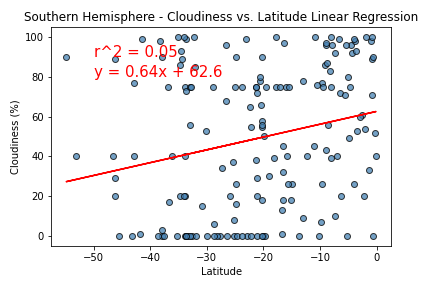 Southern Hemisphere - Cloudiness vs. Latitude Linear Regression
100
80
60
40
20
0
Cloudiness (%)
r^2 = 0.05
y = 0.64x + 62.6
−50
−40
−30
−20
−10
0
Latitude